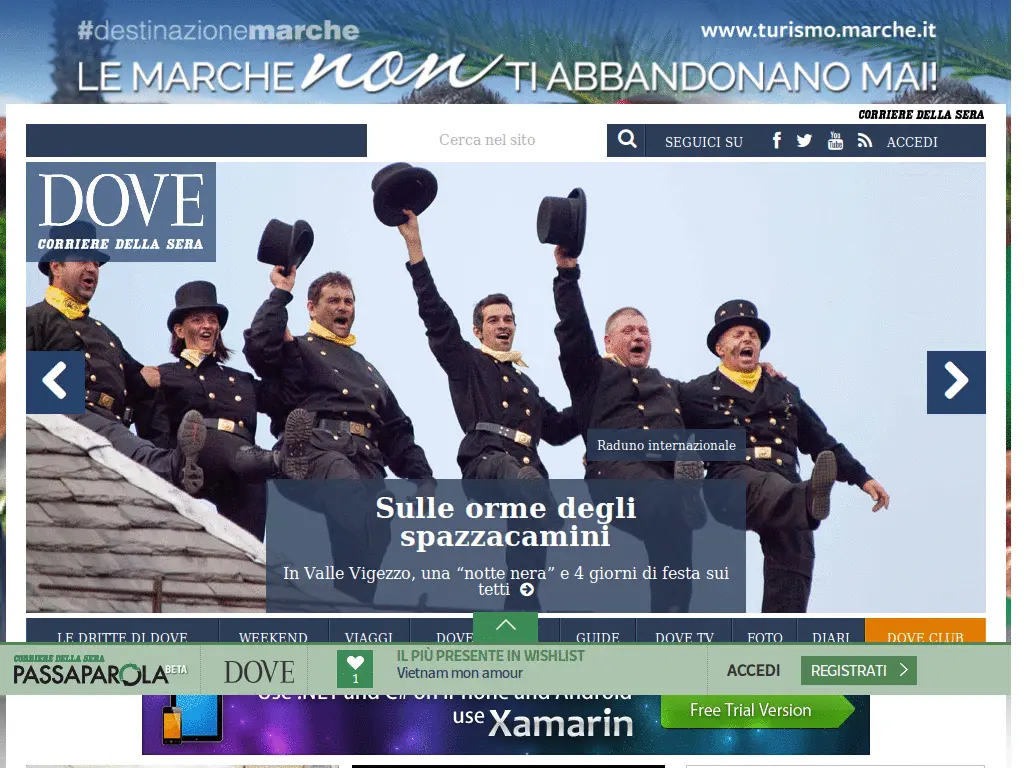 #destinazionemarche
www.turismo.marche.it
LE MARCHE non TI ABBANDONANO MAI!
CORRIERE DELLA SERA
Cerca nel sito
SEGUICI SU
You Tube
ACCEDI
DOVE
CORRIERE DELLA SERA
Raduno internazionale
Sulle orme degli
spazzacamini
In Valle Vigezzo, una “notte nera” e 4 giorni di festa sui
tetti
LE DRITTE DI DOVE WEEKEND VIAGGI DOVE GUIDE DOVE TV FOTO DIARI DOVE CLUB
CORRIERE DELLA SERA
PASSAPAROLA BETA
DOVE
1
IL PIÙ PRESENTE IN WISHLIST
Vietnam mon amour
ACCEDI
REGISTRATI
Use .NET and C# on iPhone and Android
use Xamarin
Free Trial Version